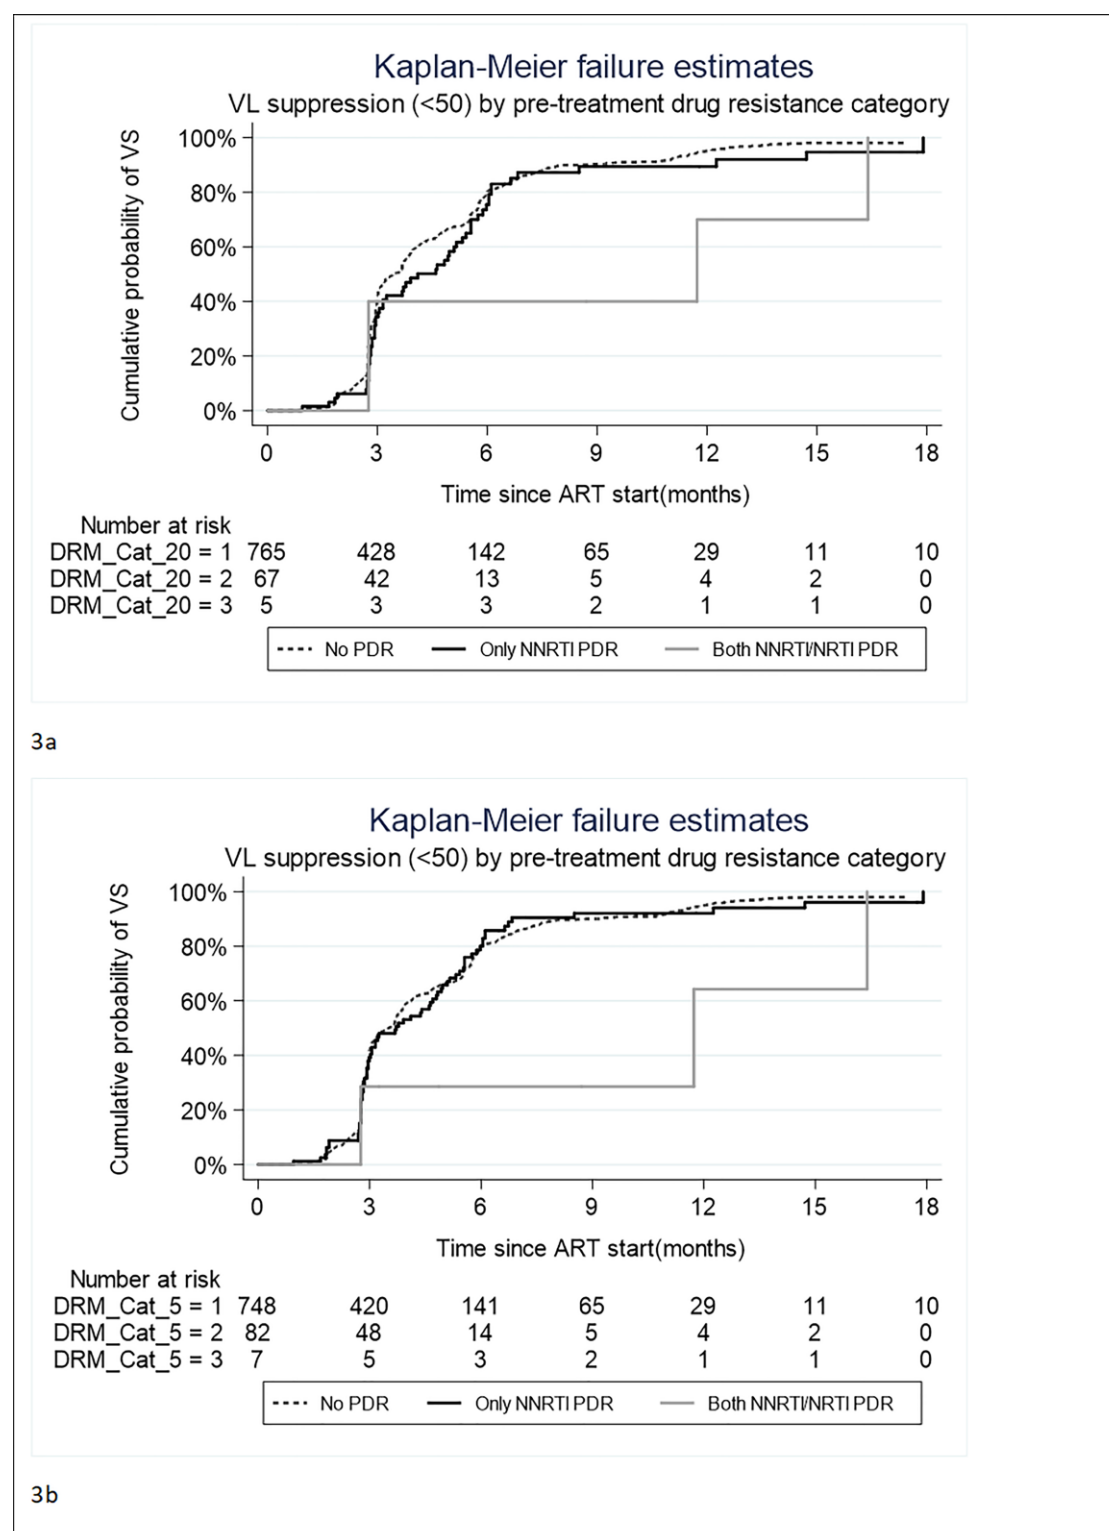 Kaplan-Meier failure estimates
VL suppression (<50) by pre-treatment drug resistance category
Cumulative probability of VS
100%
80%
60%
40%
20%
0%
0 3 6 9 12 15 18
Time since ART start(months)
Number at risk
DRM_Cat_20 = 1 765 428 142 65 29 11 10
DRM_Cat_20 = 2 67 42 13 5 4 2 0
DRM_Cat_20 = 3 5 3 3 2 1 1 0
No PDR Only NNRTI PDR Both NNRTI/NRTI PDR
3a
Kaplan-Meier failure estimates
VL suppression (<50) by pre-treatment drug resistance category
Cumulative probability of VS
100%
80%
60%
40%
20%
0%
0 3 6 9 12 15 18
Time since ART start(months)
Number at risk
DRM_Cat_5 = 1 748 420 141 65 29 11 10
DRM_Cat_5 = 2 82 48 14 5 4 2 0
DRM_Cat_5 = 3 7 5 3 2 1 1 0
No PDR Only NNRTI PDR Both NNRTI/NRTI PDR
3b